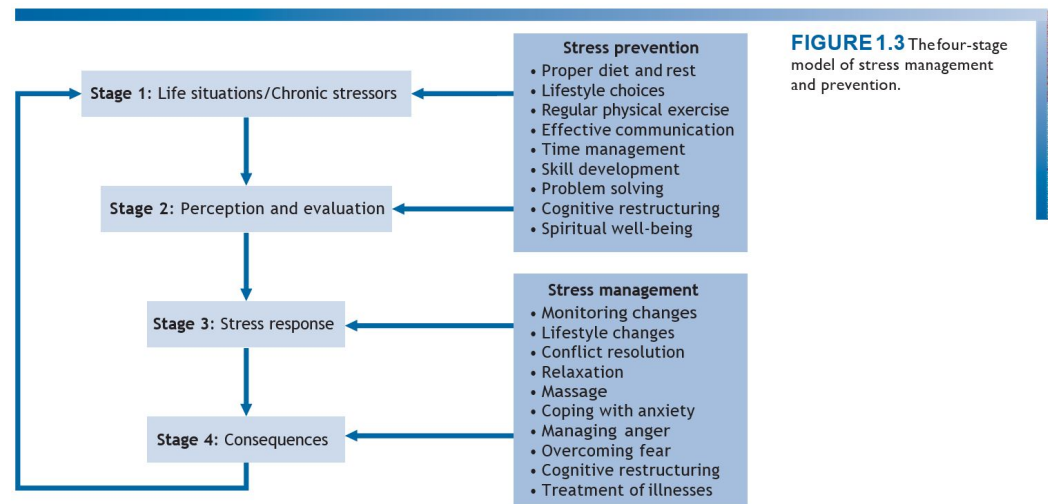 FIGURE 1.3 The four-stage
model of stress management
and prevention.
Stage 1: Life situations/Chronic stressors
Stage 2: Perception and evaluation
Stage 3: Stress response
Stage 4: Consequences
Stress prevention
• Proper diet and rest
• Lifestyle choices
• Regular physical exercise
• Effective communication
• Time management
• Skill development
• Problem solving
• Cognitive restructuring
• Spiritual well-being
Stress management
• Monitoring changes
• Lifestyle changes
• Conflict resolution
• Relaxation
• Massage
• Coping with anxiety
• Managing anger
• Overcoming fear
• Cognitive restructuring
• Treatment of illnesses